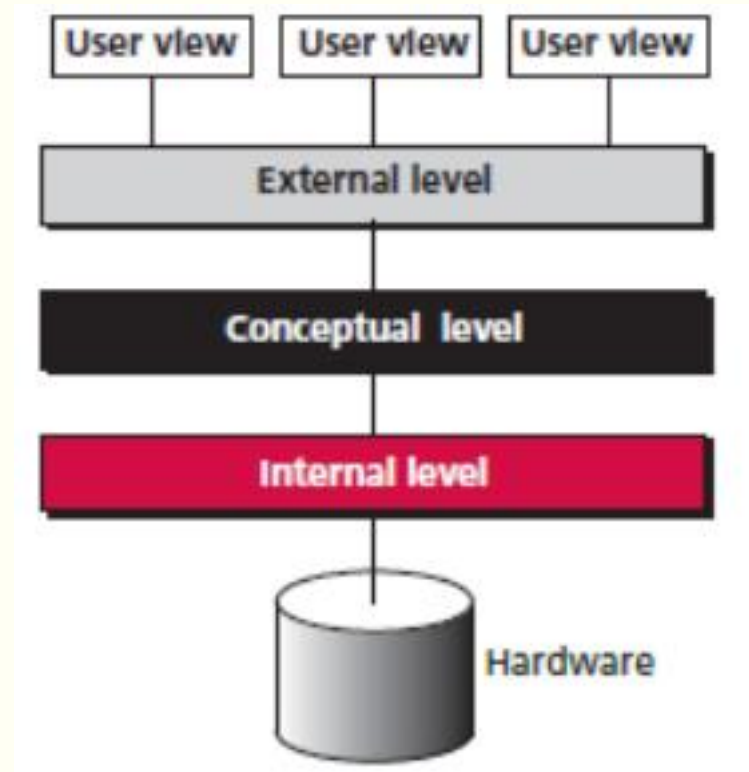 User view
User view
User view
External level
Conceptual level
Internal level
Hardware